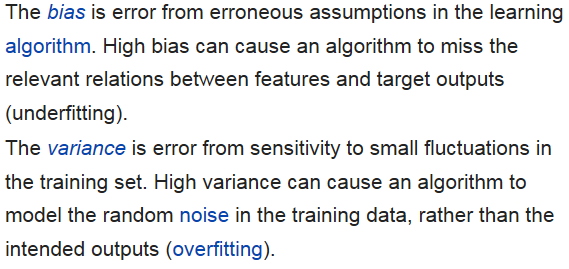 The bias is error from erroneous assumptions in the learning
algorithm. High bias can cause an algorithm to miss the
relevant relations between features and target outputs
(underfitting).
The variance is error from sensitivity to small fluctuations in
the training set. High variance can cause an algorithm to
model the random noise in the training data, rather than the
intended outputs (overfitting).